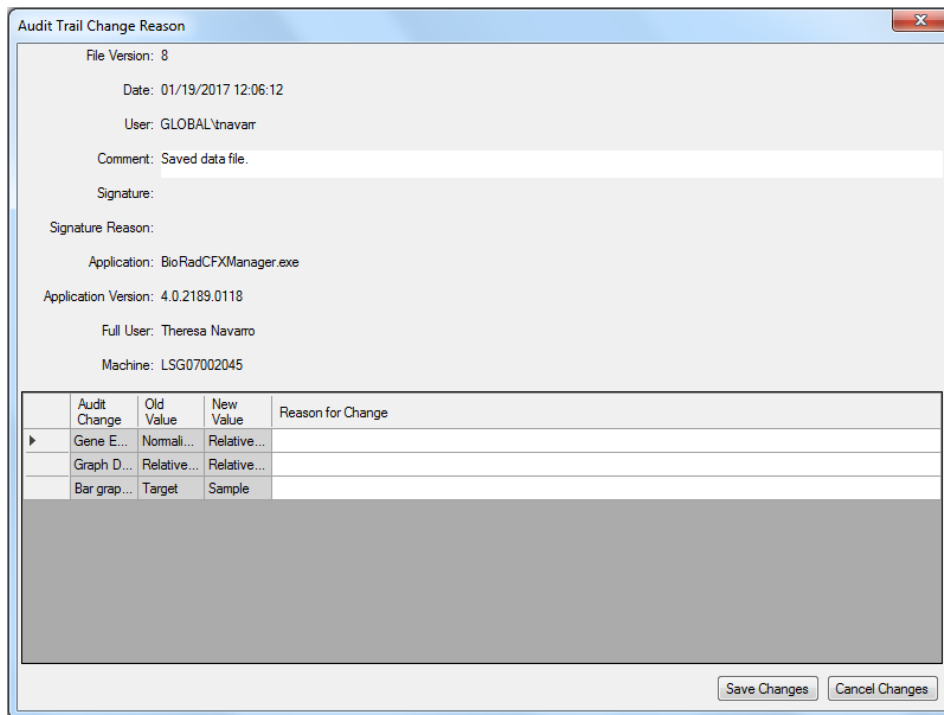 Audit Trail Change Reason
File Version: 8
Date: 01/19/2017 12:06:12
User: GLOBAL\tnavarr
Comment: Saved data file.
Signature:
Signature Reason:
Application: BioRadCFXManager.exe
Application Version: 4.0.2189.0118
Full User: Theresa Navarro
Machine: LSG07002045
Audit Change Old Value New Value Reason for Change
Gene E... Normali... Relative...
Graph D... Relative... Relative...
Bar grap... Target Sample
Save Changes Cancel Changes